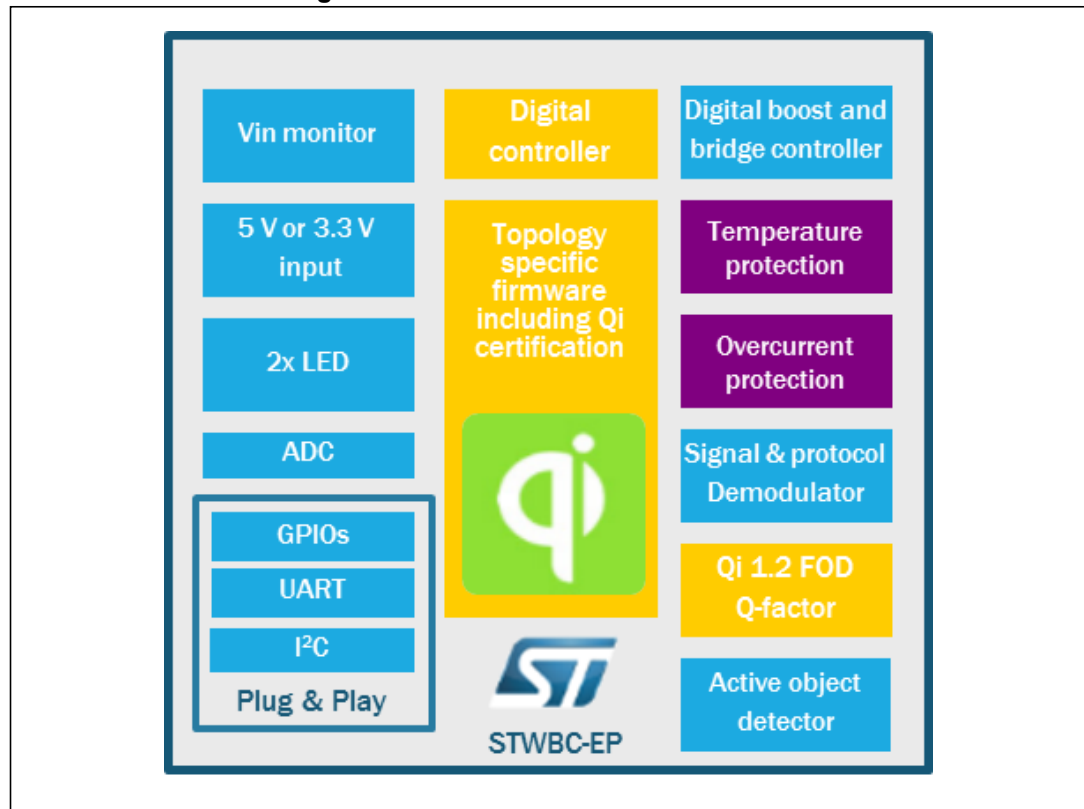 Vin monitor
5 V or 3.3 V
input
2x LED
ADC
GPIOs
UART
I²C
Plug & Play
Digital
controller
Topology
specific
firmware
including Qi
certification
qi
ST
STWBC-EP
Digital boost and
bridge controller
Temperature
protection
Overcurrent
protection
Signal & protocol
Demodulator
Qi 1.2 FOD
Q-factor
Active object
detector